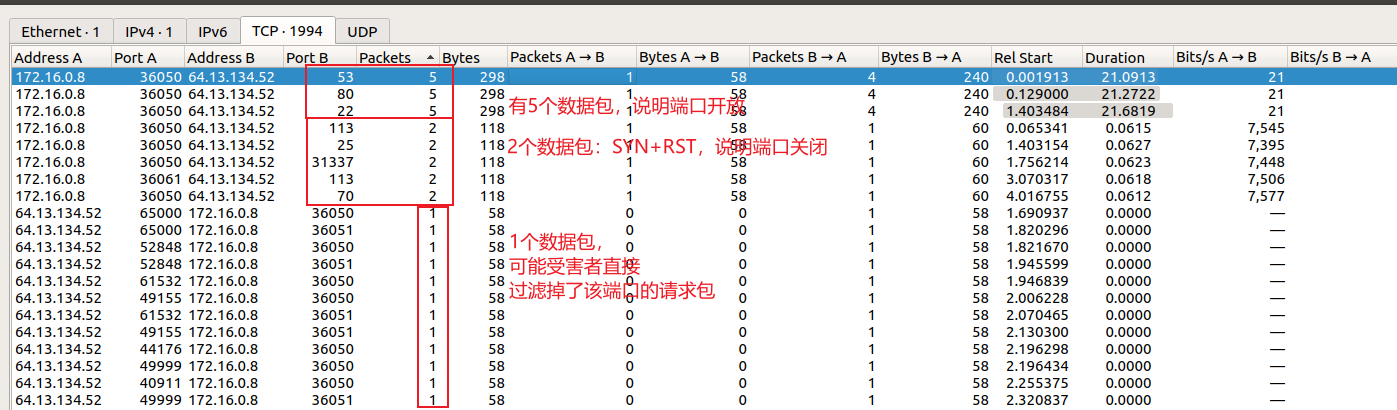 Ethernet · 1 IPv4 · 1 IPv6 TCP · 1994 UDP
Address A Port A Address B Port B Packets Bytes Packets A → B Bytes A → B Packets B → A Bytes B → A Rel Start Duration Bits/s A → B Bits/s B → A
172.16.0.8 36050 64.13.134.52 53 5 298 1 58 4 240 0.001913 21.0913 21
172.16.0.8 36050 64.13.134.52 80 5 298 1 58 4 240 0.129000 21.2722 21
有5个数据包，说明端口开放
172.16.0.8 36050 64.13.134.52 22 5 298 1 58 4 240 1.403484 21.6819 21
172.16.0.8 36050 64.13.134.52 113 2 118 1 58 1 60 0.065341 0.0615 7,545
172.16.0.8 36050 64.13.134.52 25 2 118 1 58 1 60 1.403154 0.0627 7,395
2个数据包：SYN+RST，说明端口关闭
172.16.0.8 36050 64.13.134.52 31337 2 118 1 58 1 60 1.756214 0.0623 7,448
172.16.0.8 36061 64.13.134.52 113 2 118 1 58 1 60 3.070317 0.0618 7,506
172.16.0.8 36050 64.13.134.52 70 2 118 1 58 1 60 4.016755 0.0612 7,577
64.13.134.52 65000 172.16.0.8 36050 1 58 0 0 1 58 1.690937 0.0000 —
64.13.134.52 65000 172.16.0.8 36051 1 58 0 0 1 58 1.820296 0.0000 —
64.13.134.52 52848 172.16.0.8 36050 1 58 0 0 1 58 1.821670 0.0000 —
1个数据包，
64.13.134.52 52848 172.16.0.8 36051 1 58 0 0 1 58 1.945599 0.0000 —
可能受害者直接
64.13.134.52 61532 172.16.0.8 36050 1 58 0 0 1 58 1.946839 0.0000 —
64.13.134.52 49155 172.16.0.8 36050 1 58 0 0 1 58 2.006228 0.0000 —
过滤掉了该端口的请求包
64.13.134.52 61532 172.16.0.8 36051 1 58 0 0 1 58 2.070465 0.0000 —
64.13.134.52 49155 172.16.0.8 36051 1 58 0 0 1 58 2.130300 0.0000 —
64.13.134.52 44176 172.16.0.8 36050 1 58 0 0 1 58 2.196298 0.0000 —
64.13.134.52 49999 172.16.0.8 36050 1 58 0 0 1 58 2.196434 0.0000 —
64.13.134.52 40911 172.16.0.8 36050 1 58 0 0 1 58 2.255375 0.0000 —
64.13.134.52 49999 172.16.0.8 36051 1 58 0 0 1 58 2.320837 0.0000 —